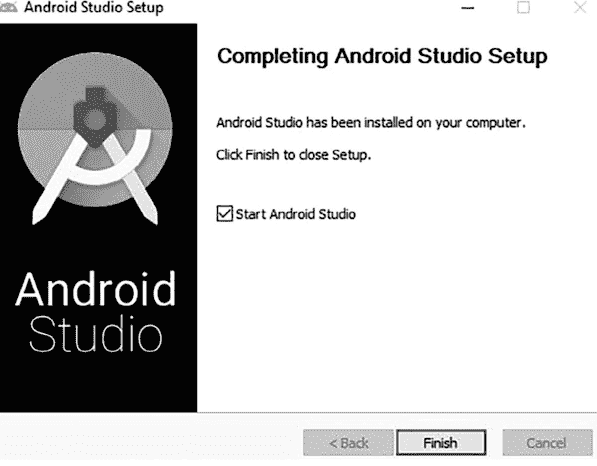 Android Studio Setup
Completing Android Studio Setup
Android Studio has been installed on your computer.
Click Finish to close Setup.
Start Android Studio
Android
Studio
< Back
Finish
Cancel